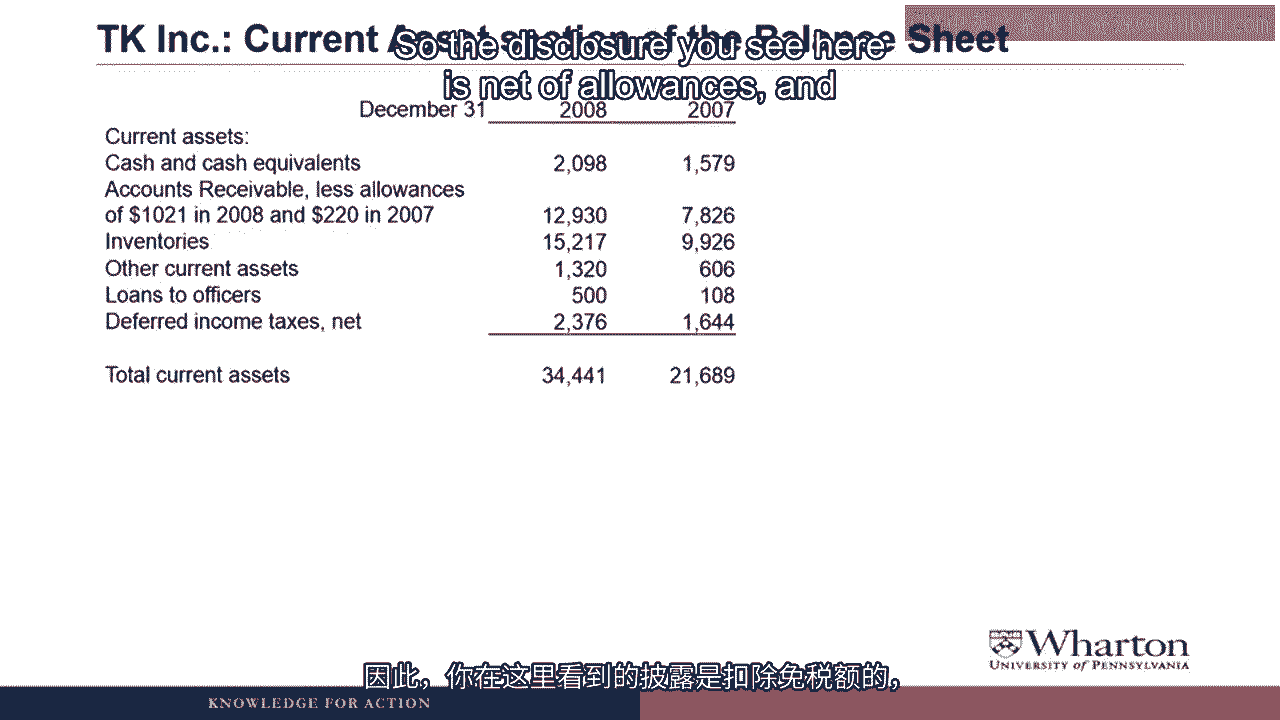 TK Inc.: Current Asset section of the Balance Sheet
So the disclosure you see here
is net of allowances, and
December 31 2008 2007
Current assets:
Cash and cash equivalents 2,098 1,579
Accounts Receivable, less allowances
of $1021 in 2008 and $220 in 2007 12,930 7,826
Inventories 15,217 9,926
Other current assets 1,320 606
Loans to officers 500 108
Deferred income taxes, net 2,376 1,644
Total current assets 34,441 21,689
Wharton
UNIVERSITY of PENNSYLVANIA
因此，你在这里看到的披露是扣除免税额的，
KNOWLEDGE FOR ACTION